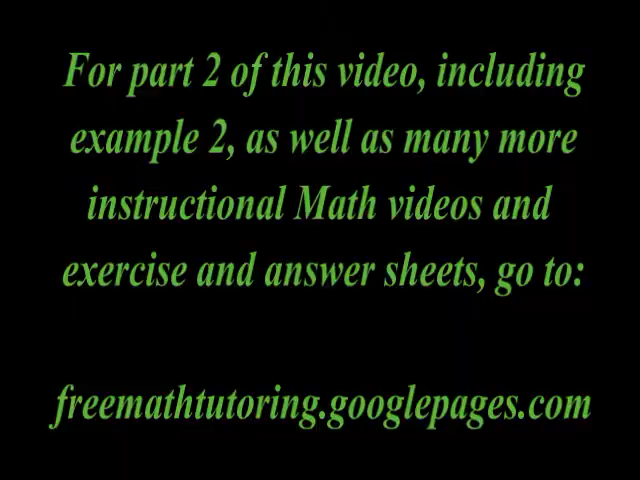 For part 2 of this video, including
example 2, as well as many more
instructional Math videos and
exercise and answer sheets, go to:
freemathtutoring.googlepages.com